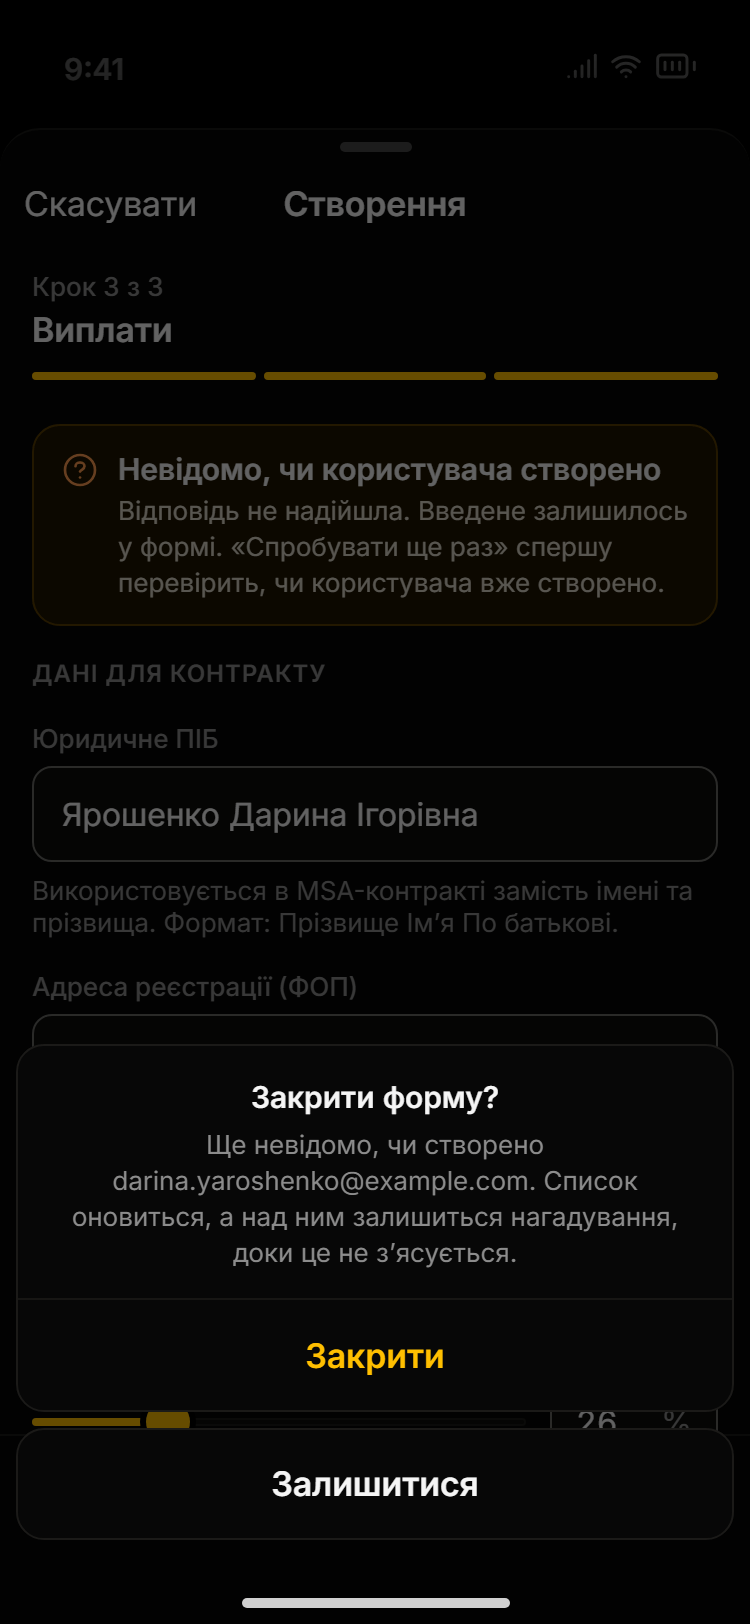 9:41
Скасувати
Створення
Крок 3 з 3
Виплати
Невідомо, чи користувача створено
Відповідь не надійшла. Введене залишилось
у формі. «Спробувати ще раз» спершу
перевірить, чи користувача вже створено.
ДАНІ ДЛЯ КОНТРАКТУ
Юридичне ПІБ
Ярошенко Дарина Ігорівна
Використовується в MSA-контракті замість імені та
прізвища. Формат: Прізвище Ім’я По батькові.
Адреса реєстрації (ФОП)
Закрити форму?
Ще невідомо, чи створено
darina.yaroshenko@example.com. Список
оновиться, а над ним залишиться нагадування,
доки це не з’ясується.
Закрити
26 %
Залишитися